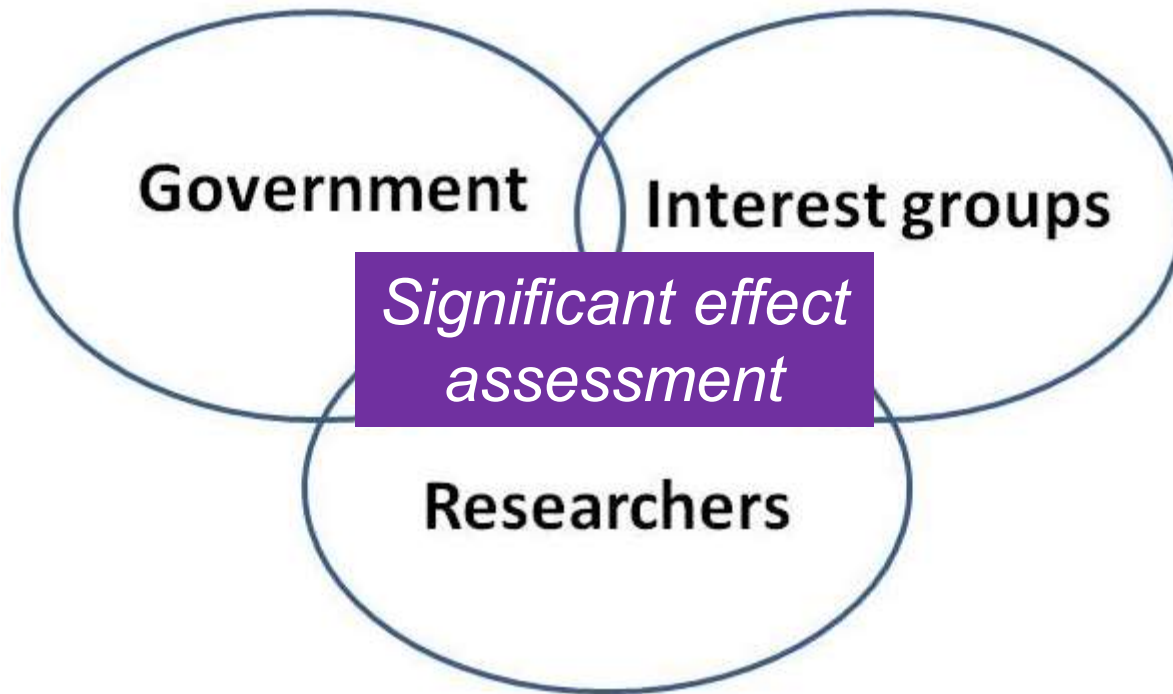 Government
Interest groups
Significant effect
assessment
Researchers